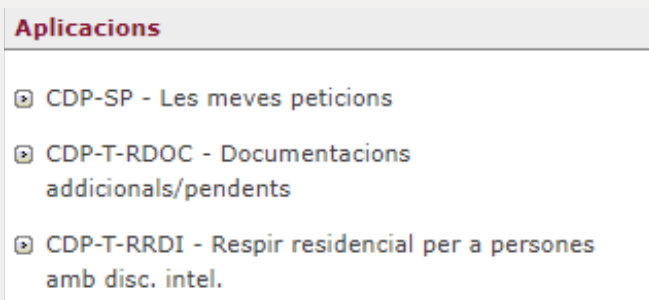 Aplicacions
CDP-SP - Les meves peticions
CDP-T-RDOC - Documentacions
addicionals/pendents
CDP-T-RRDI - Respir residencial per a persones
amb disc. intel.